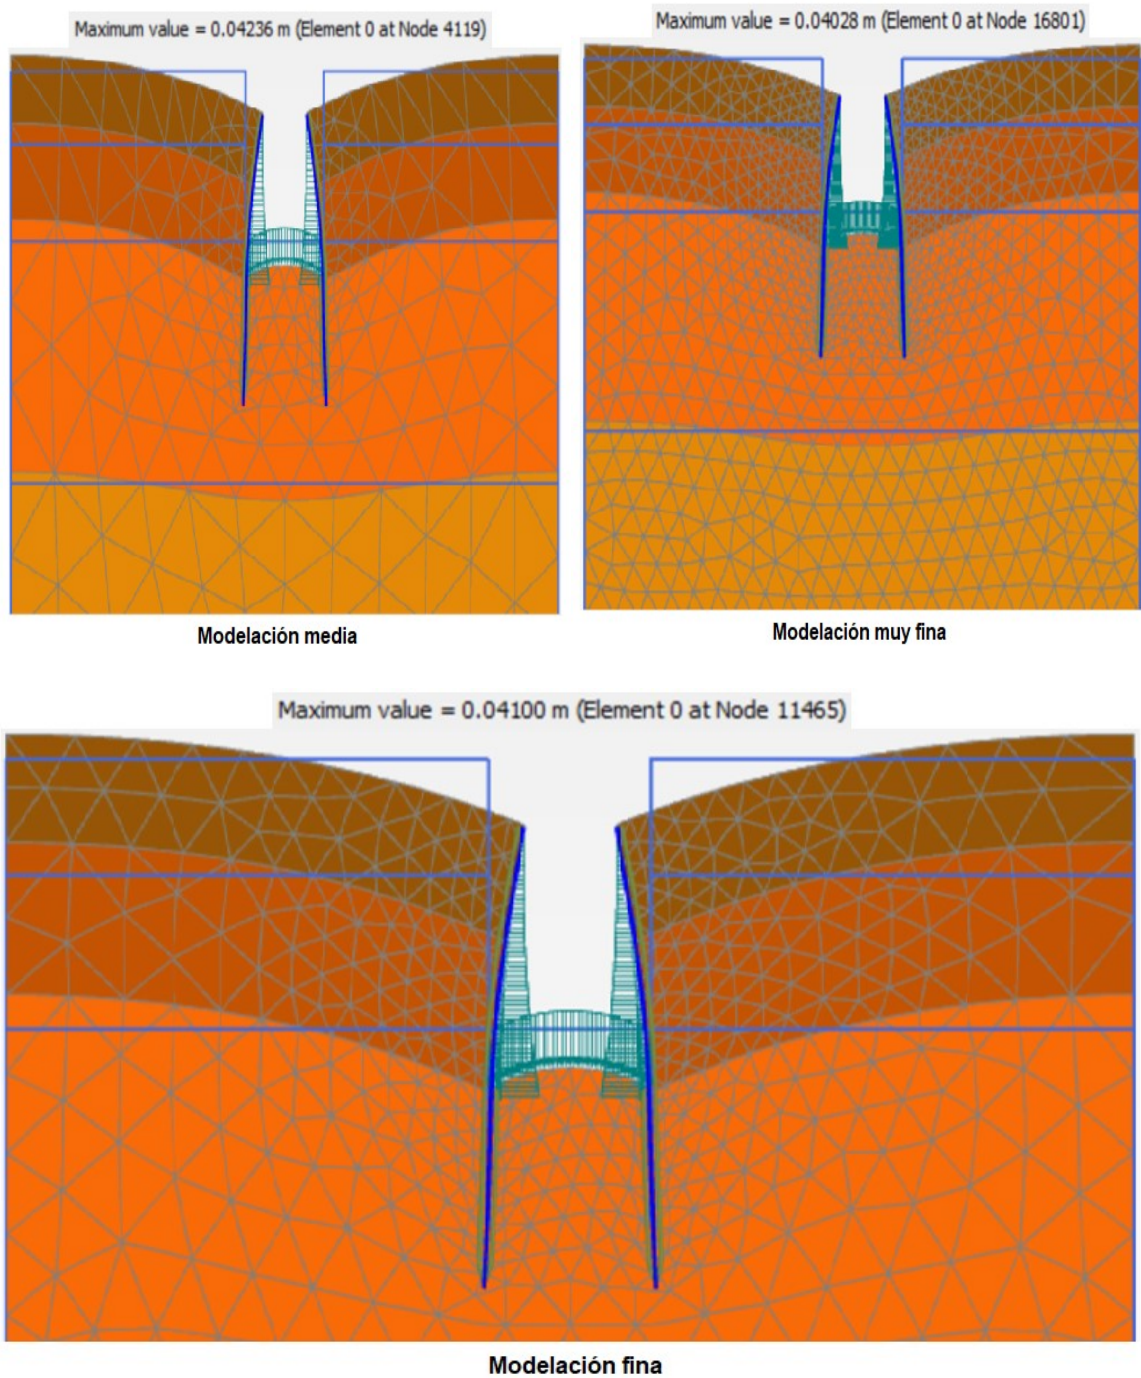 Maximum value = 0.04236 m (Element 0 at Node 4119)
Maximum value = 0.04028 m (Element 0 at Node 16801)
Modelación media
Modelación muy fina
Maximum value = 0.04100 m (Element 0 at Node 11465)
Modelación fina